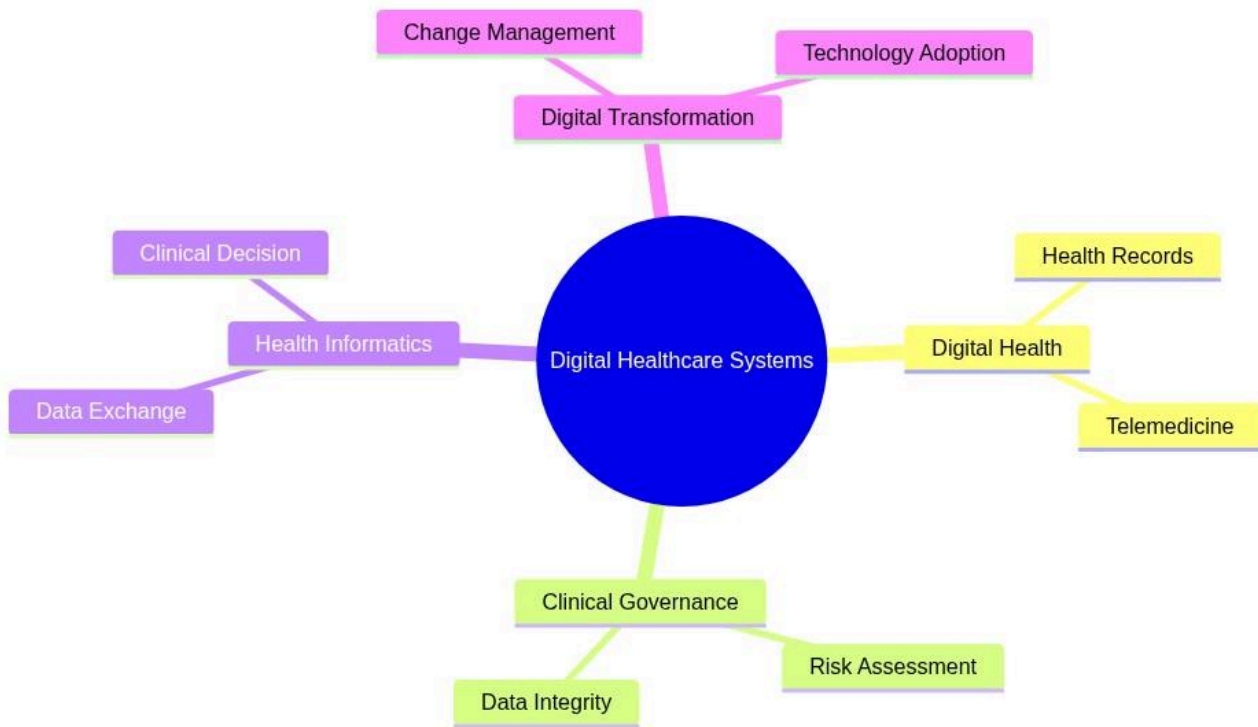 Change Management
Technology Adoption
Digital Transformation
Clinical Decision
Health Records
Health Informatics
Digital Healthcare Systems
Digital Health
Data Exchange
Telemedicine
Clinical Governance
Risk Assessment
Data Integrity